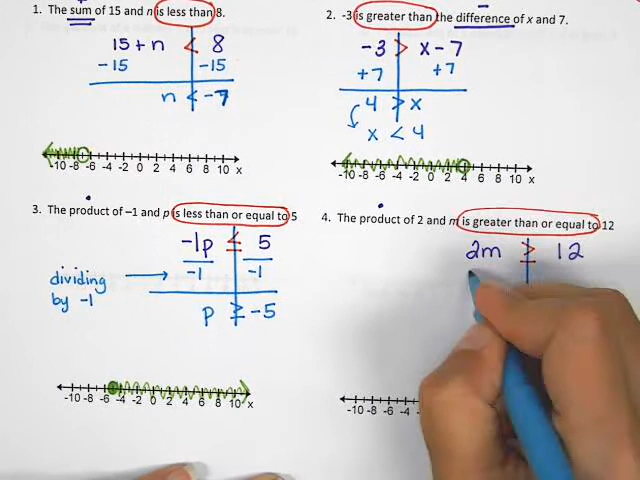 1. The sum of 15 and n is less than 8.
15 + n < 8
-15 -15
n < -7
-10 -8 -6 -4 -2 0 2 4 6 8 10 x
2. -3 is greater than the difference of x and 7.
-3 > x - 7
+7 +7
4 > x
x < 4
-10 -8 -6 -4 -2 0 2 4 6 8 10 x
3. The product of –1 and p is less than or equal to 5
-1p ≤ 5
-1 -1
dividing
by -1
p ≥ -5
-10 -8 -6 -4 -2 0 2 4 6 8 10 x
4. The product of 2 and m is greater than or equal to 12
2m ≥ 12
-10 -8 -6 -4